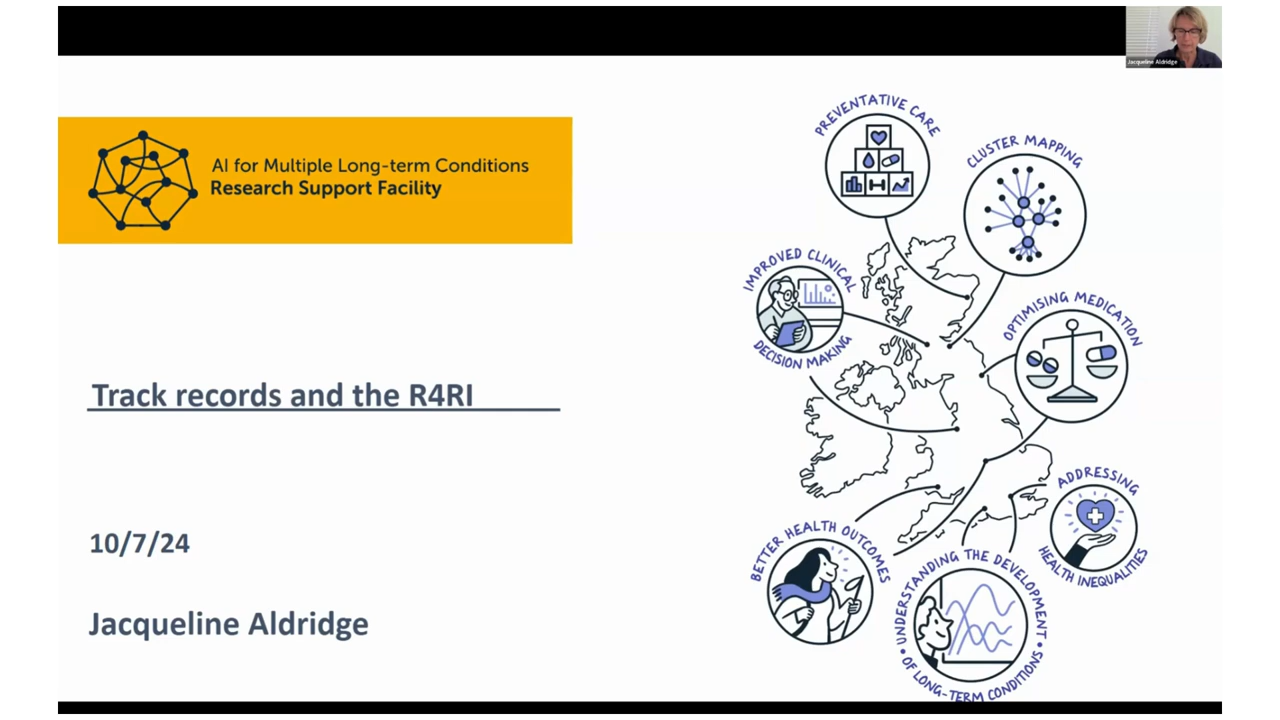 Jacqueline Aldridge
AI for Multiple Long-term Conditions
Research Support Facility
Track records and the R4RI
10/7/24
Jacqueline Aldridge
PREVENTATIVE CARE
CLUSTER MAPPING
IMPROVED CLINICAL
DECISION MAKING
OPTIMISING MEDICATION
ADDRESSING
HEALTH INEQUALITIES
BETTER HEALTH OUTCOMES
UNDERSTANDING THE DEVELOPMENT
• OF LONG-TERM CONDITIONS •